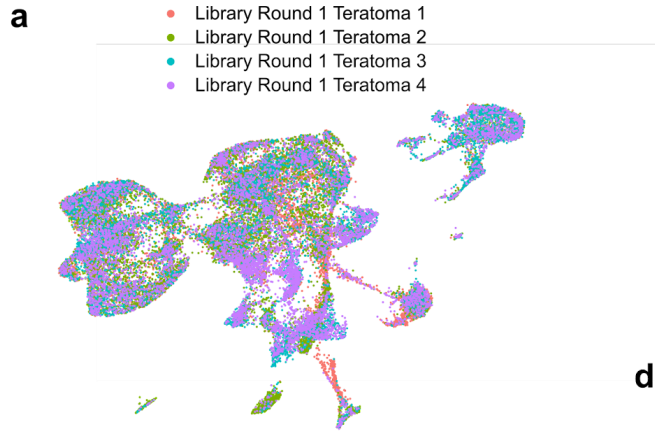 a
Library Round 1 Teratoma 1
Library Round 1 Teratoma 2
Library Round 1 Teratoma 3
Library Round 1 Teratoma 4
d